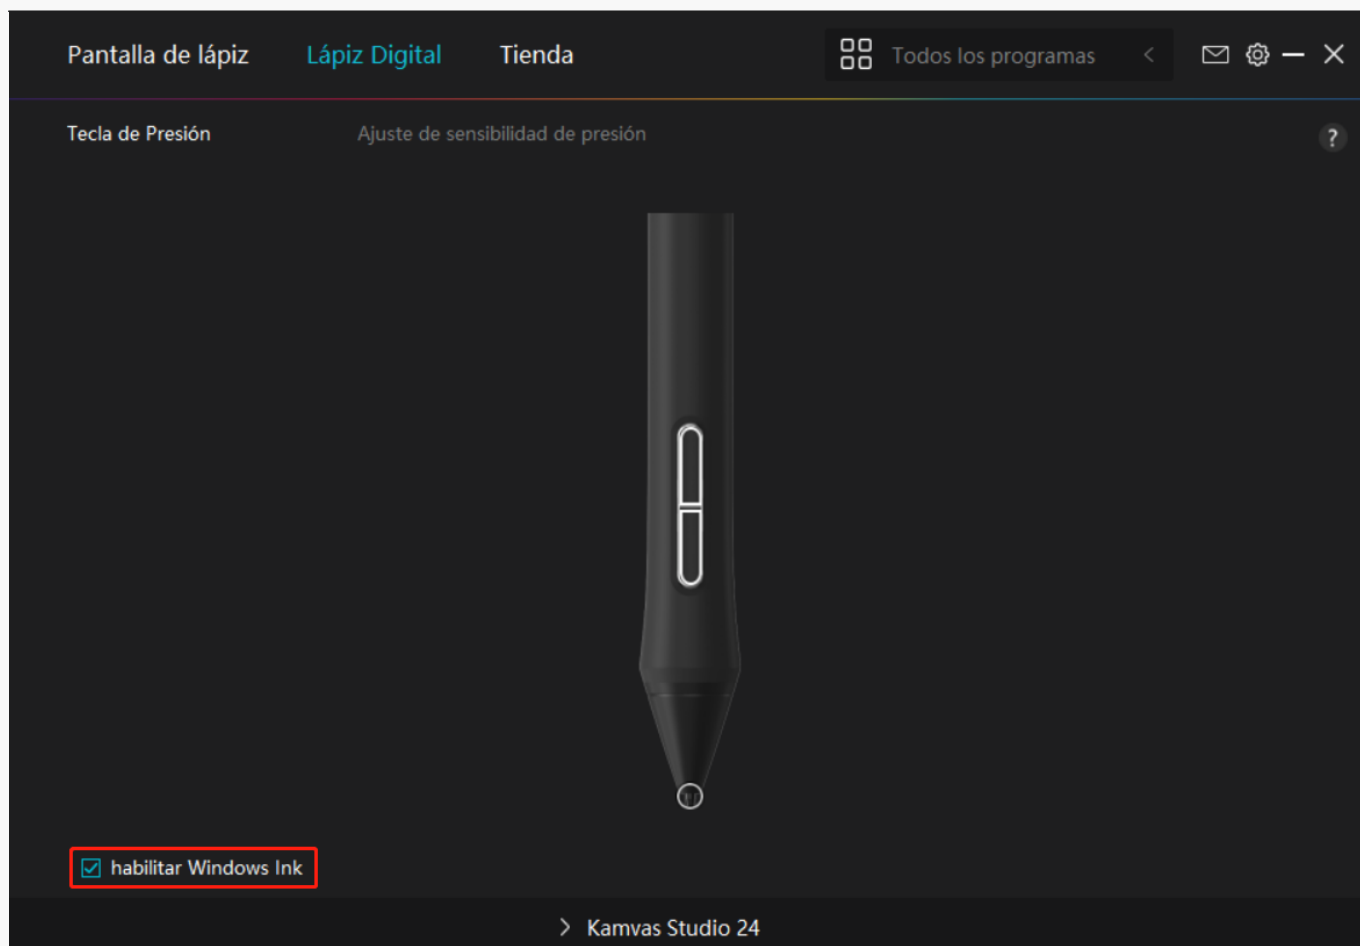 Pantalla de lápiz
Lápiz Digital
Tienda
Todos los programas
Tecla de Presión
Ajuste de sensibilidad de presión
?
habilitar Windows Ink
Kamvas Studio 24